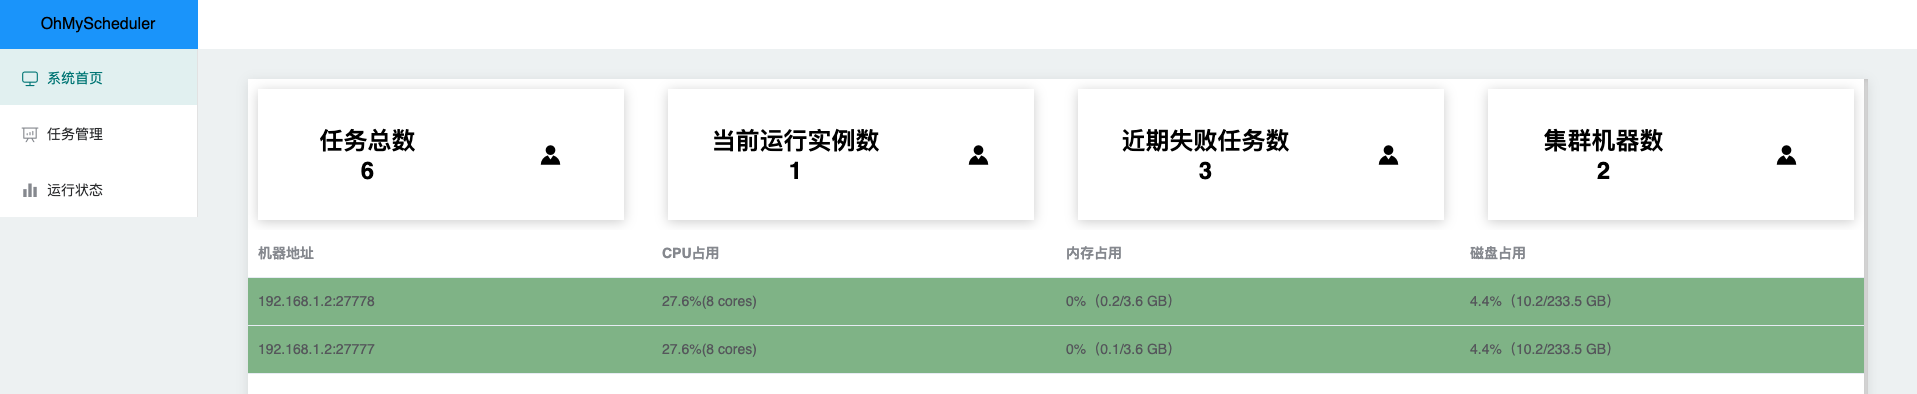 OhMyScheduler
系统首页
任务管理
运行状态
任务总数
6
当前运行实例数
1
近期失败任务数
3
集群机器数
2
机器地址 CPU占用 内存占用 磁盘占用
192.168.1.2:27778 27.6%(8 cores) 0%（0.2/3.6 GB） 4.4%（10.2/233.5 GB）
192.168.1.2:27777 27.6%(8 cores) 0%（0.1/3.6 GB） 4.4%（10.2/233.5 GB）